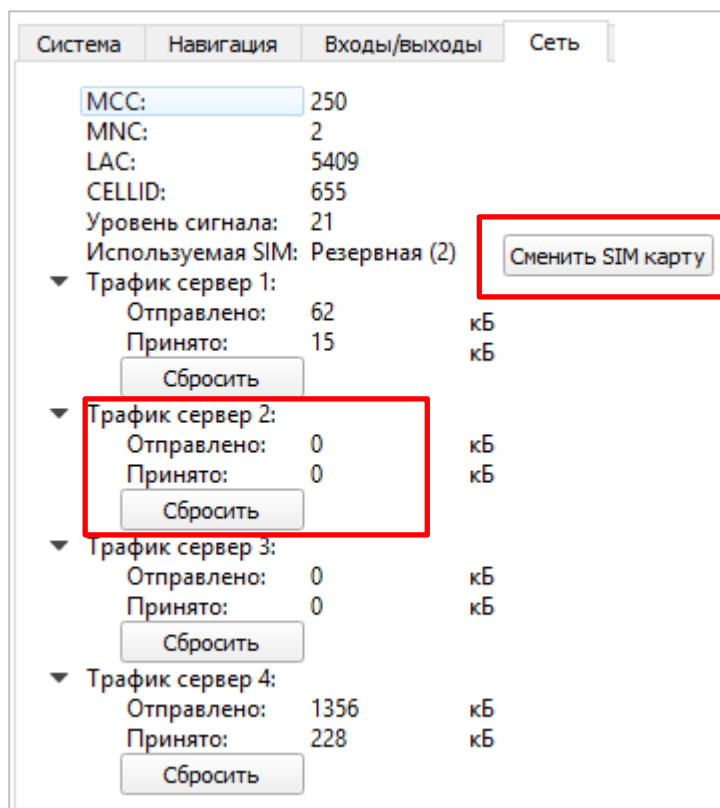 Система Навигация Входы/выходы Сеть
MCC: 250
MNC: 2
LAC: 5409
CELLID: 655
Уровень сигнала: 21
Используемая SIM: Резервная (2) Сменить SIM карту
Трафик сервер 1:
Отправлено: 62 кБ
Принято: 15 кБ
Сбросить
Трафик сервер 2:
Отправлено: 0 кБ
Принято: 0 кБ
Сбросить
Трафик сервер 3:
Отправлено: 0 кБ
Принято: 0 кБ
Сбросить
Трафик сервер 4:
Отправлено: 1356 кБ
Принято: 228 кБ
Сбросить